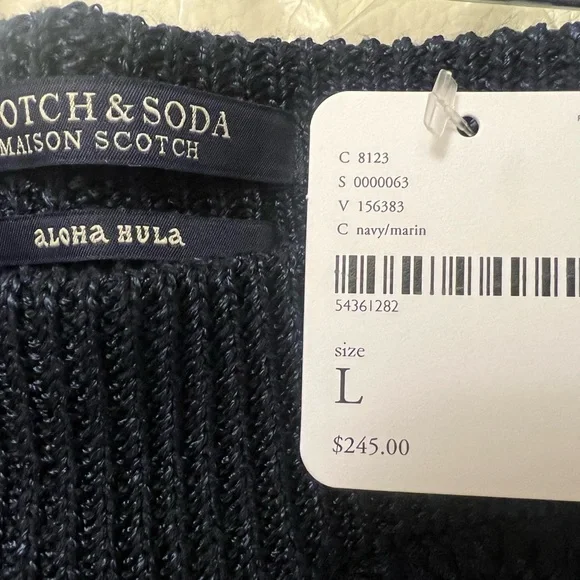 OTCH & SODA
MAISON SCOTCH
ALOHA HULA
C 8123
S 0000063
V 156383
C navy/marin
54361282
size
L
$245.00